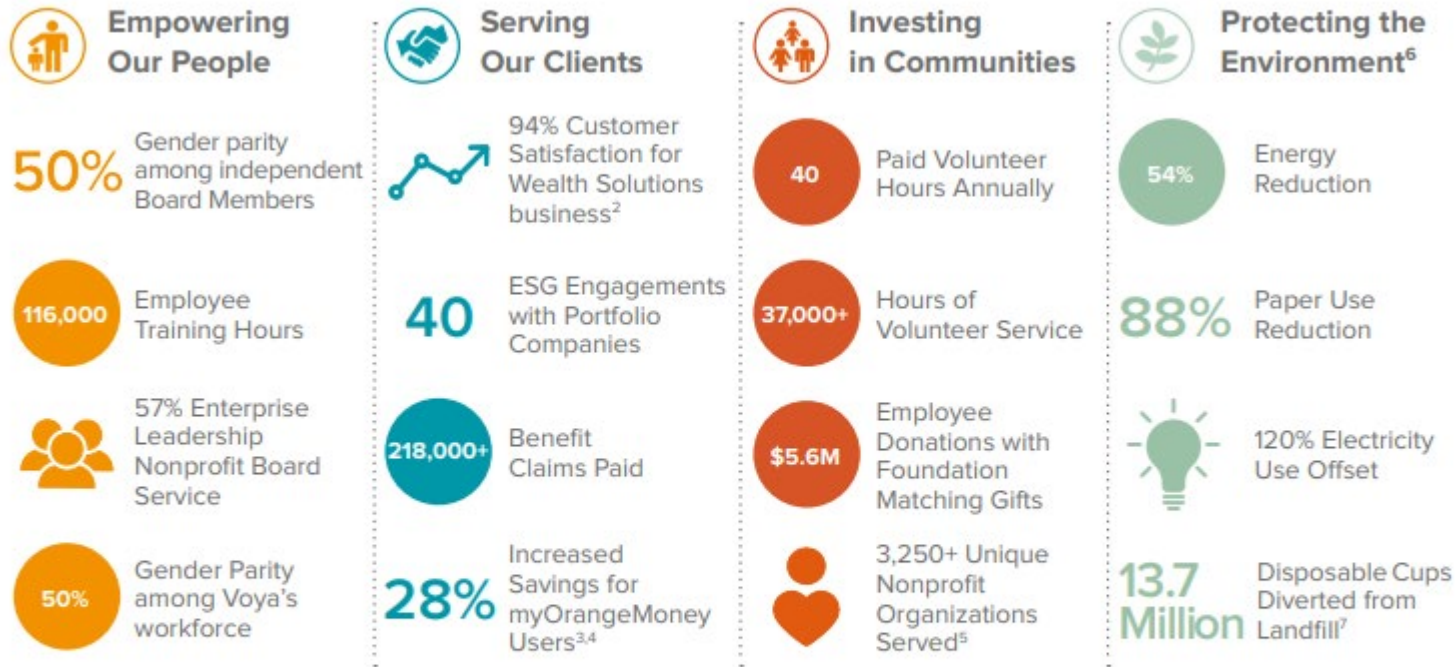 Empowering
Our People
50%
Gender parity
among independent
Board Members
116,000
Employee
Training Hours
57% Enterprise
Leadership
Nonprofit Board
Service
50%
Gender Parity
among Voya's
workforce
Serving
Our Clients
94% Customer
Satisfaction for
Wealth Solutions
business²
40
ESG Engagements
with Portfolio
Companies
218,000+
Benefit
Claims Paid
28%
Increased
Savings for
myOrangeMoney
Users³,⁴
Investing
in Communities
40
Paid Volunteer
Hours Annually
37,000+
Hours of
Volunteer Service
$5.6M
Employee
Donations with
Foundation
Matching Gifts
3,250+ Unique
Nonprofit
Organizations
Served⁵
Protecting the
Environment⁶
54%
Energy
Reduction
88%
Paper Use
Reduction
120% Electricity
Use Offset
13.7
Million
Disposable Cups
Diverted from
Landfill⁷